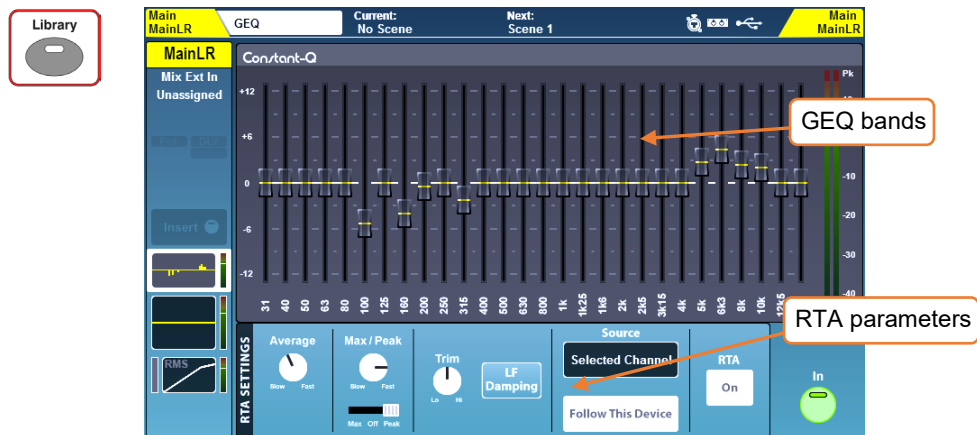 Library
Main
MainLR
GEQ
Current:
No Scene
Next:
Scene 1
Main
MainLR
MainLR
Constant-Q
Mix Ext In
Unassigned
Insert
+12
+6
0
-6
-12
Pk
-10
-20
-30
-40
GEQ bands
31 40 50 63 80 100 125 160 200 250 315 400 500 630 800 1k 1k25 1k6 2k 2k5 3k15 4k 5k 6k3 8k 10k 12k5
RTA parameters
RMS
RTA SETTINGS
Average
Slow Fast
Max / Peak
Slow Fast
Max Off Peak
Trim
Lo Hi
LF
Damping
Source
Selected Channel
Follow This Device
RTA
On
In